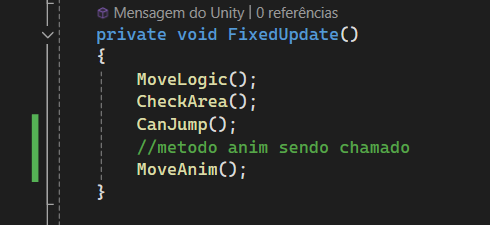 Mensagem do Unity | 0 referências
private void FixedUpdate()
{
MoveLogic();
CheckArea();
CanJump();
//metodo anim sendo chamado
MoveAnim();
}